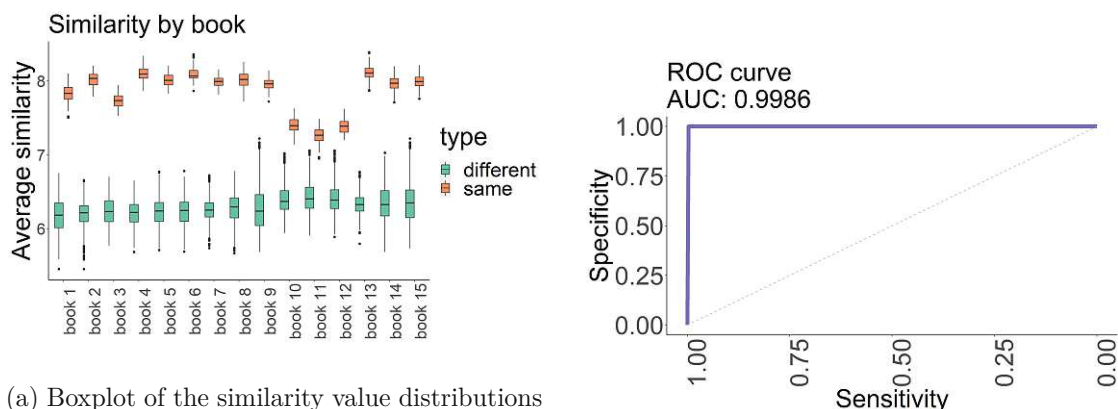 Similarity by book
Average similarity
8
7
6
type
different
same
book 1
book 2
book 3
book 4
book 5
book 6
book 7
book 8
book 9
book 10
book 11
book 12
book 13
book 14
book 15
(a) Boxplot of the similarity value distributions
ROC curve
AUC: 0.9986
Specificity
1.00
0.75
0.50
0.25
0.00
1.00
0.75
0.50
0.25
0.00
Sensitivity